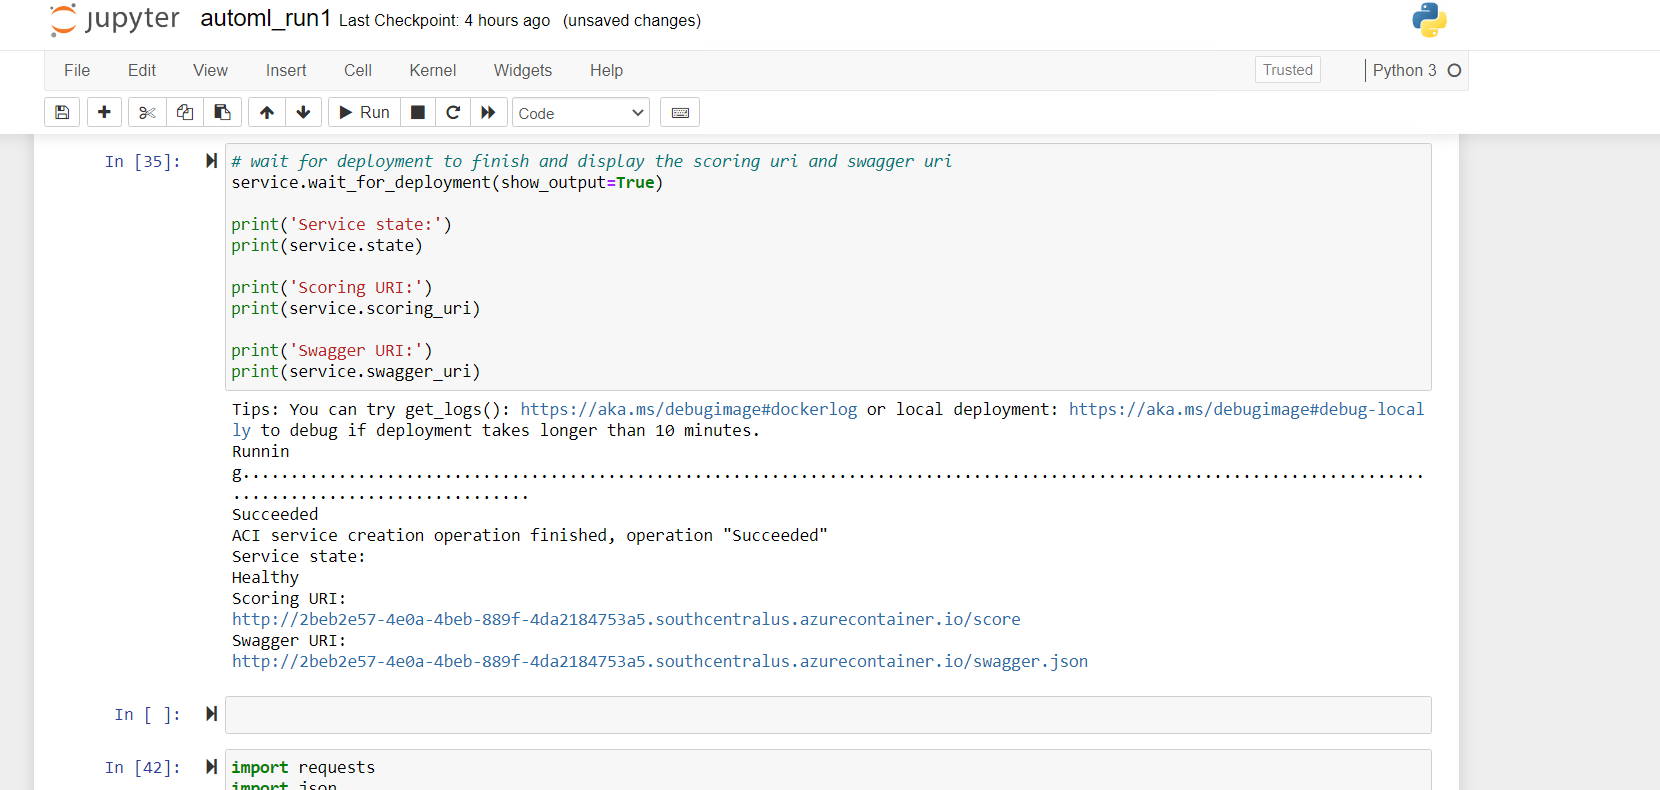 jupyter automl_run1 Last Checkpoint: 4 hours ago (unsaved changes)
File Edit View Insert Cell Kernel Widgets Help Trusted Python 3
Run Code
In [35]: # wait for deployment to finish and display the scoring uri and swagger uri
service.wait_for_deployment(show_output=True)
print('Service state:')
print(service.state)
print('Scoring URI:')
print(service.scoring_uri)
print('Swagger URI:')
print(service.swagger_uri)
Tips: You can try get_logs(): https://aka.ms/debugimage#dockerlog or local deployment: https://aka.ms/debugimage#debug-local
ly to debug if deployment takes longer than 10 minutes.
Runnin
g...........................................................................................................................
...............................
Succeeded
ACI service creation operation finished, operation "Succeeded"
Service state:
Healthy
Scoring URI:
http://2beb2e57-4e0a-4beb-889f-4da2184753a5.southcentralus.azurecontainer.io/score
Swagger URI:
http://2beb2e57-4e0a-4beb-889f-4da2184753a5.southcentralus.azurecontainer.io/swagger.json
In [ ]:
In [42]: import requests
import json